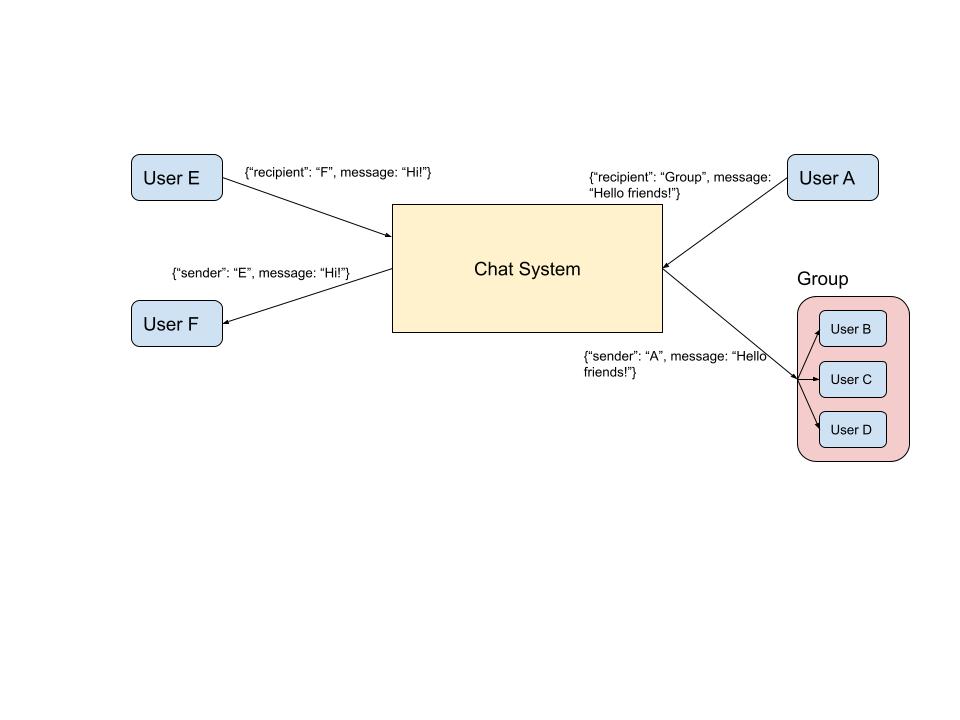 User E
{“recipient”: “F”, message: “Hi!”}
{“recipient”: “Group”, message:
“Hello friends!”}
User A
Chat System
{“sender”: “E”, message: “Hi!”}
User F
Group
User B
{“sender”: “A”, message: “Hello
friends!”}
User C
User D